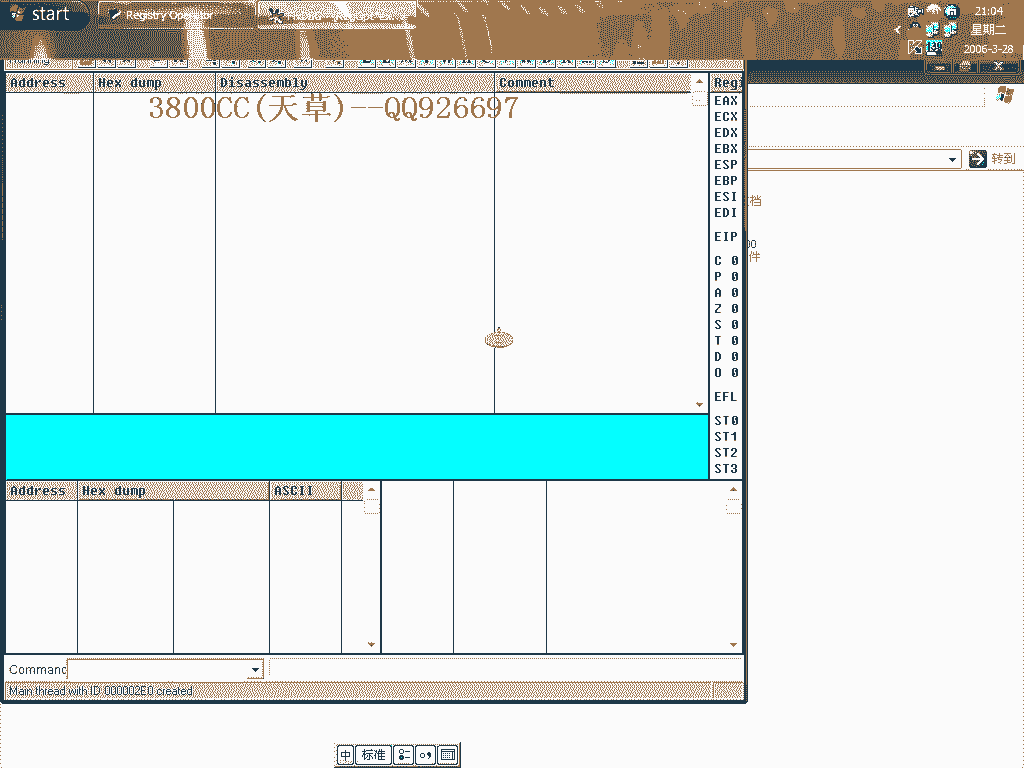 start
Registry Operator
21:04
星期二
2006-3-28
Address Hex dump Disassembly Comment
3800CC(天草)--QQ926697
EAX
ECX
EDX
EBX
ESP
EBP
ESI
EDI
EIP
C 0
P 0
A 0
Z 0
S 0
T 0
D 0
O 0
EFL
ST0
ST1
ST2
ST3
转到
档
00
件
Address Hex dump ASCII
Command
Main thread with ID 000002E0 created
中 标准